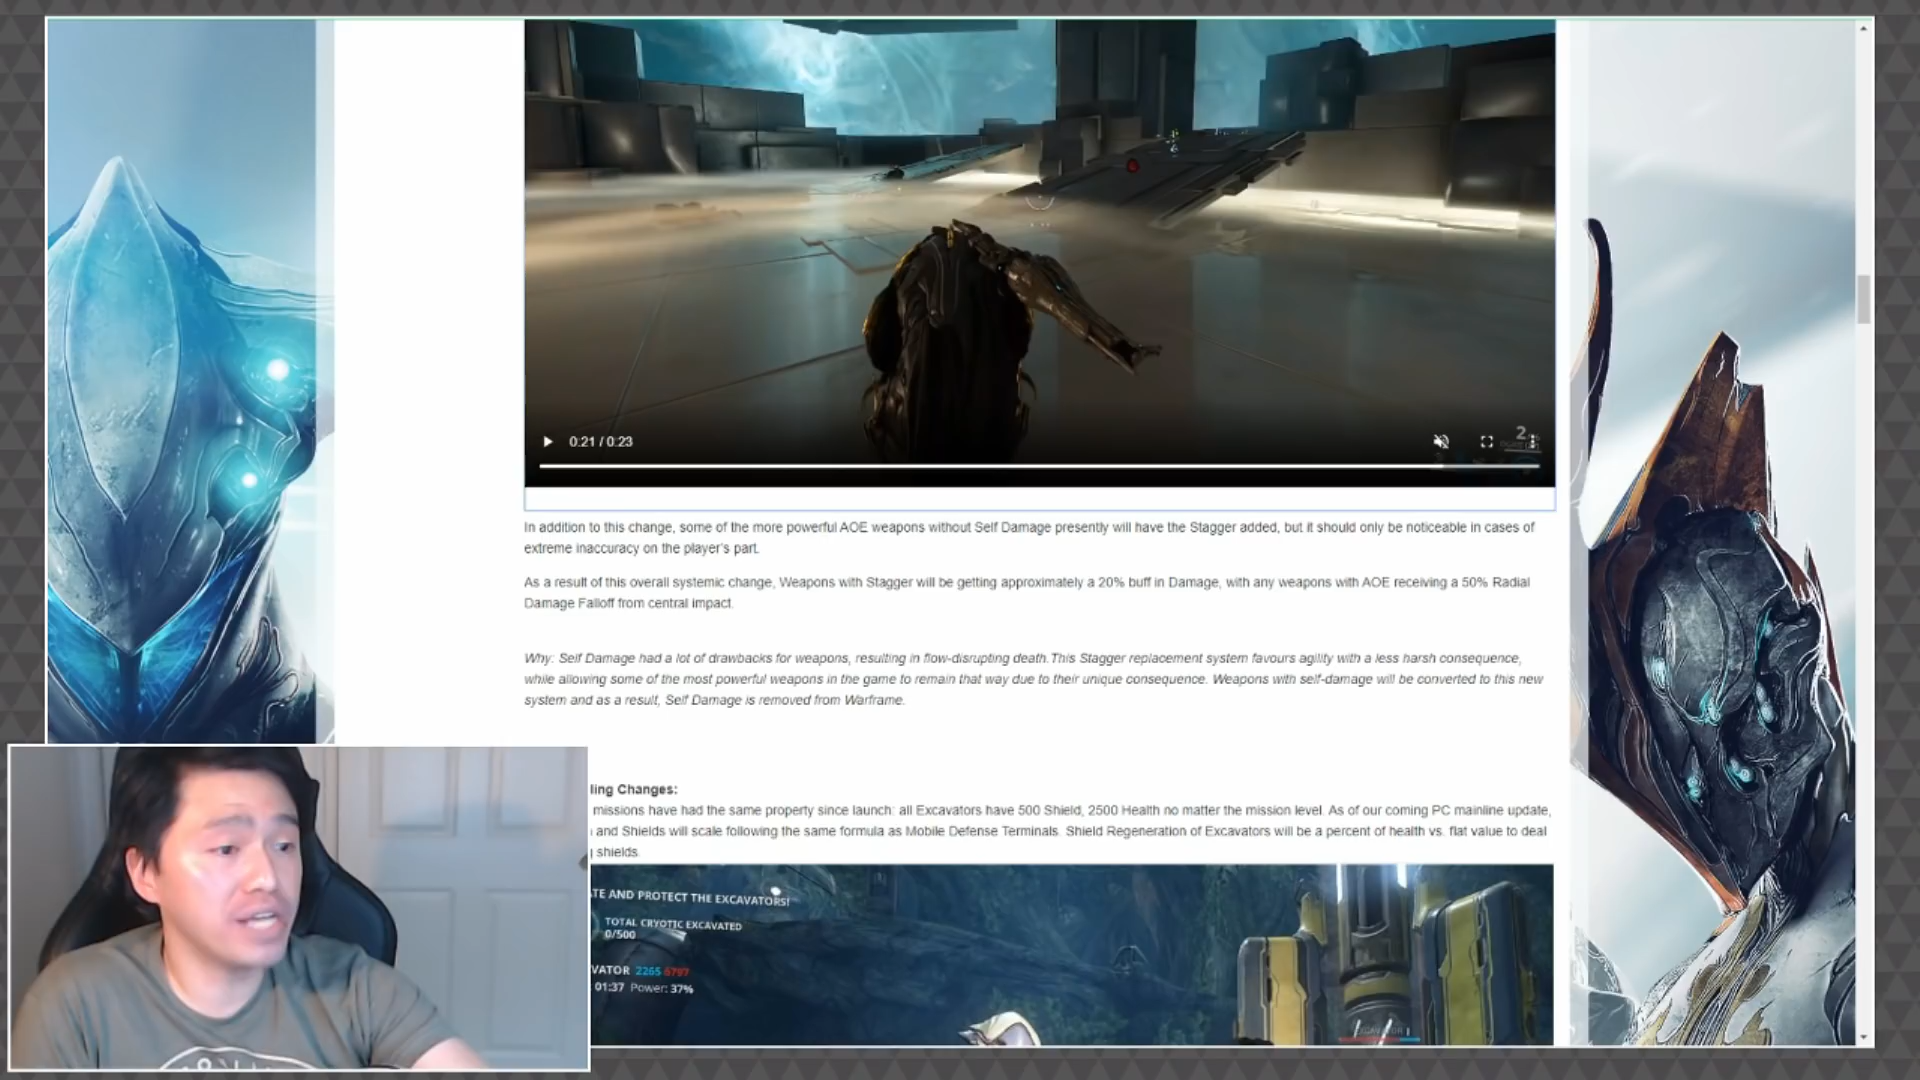 0:21 / 0:23
2
In addition to this change, some of the more powerful AOE weapons without Self Damage presently will have the Stagger added, but it should only be noticeable in cases of
extreme inaccuracy on the player's part.
As a result of this overall systemic change, Weapons with Stagger will be getting approximately a 20% buff in Damage, with any weapons with AOE receiving a 50% Radial
Damage Falloff from central impact.
Why: Self Damage had a lot of drawbacks for weapons, resulting in flow-disrupting death.This Stagger replacement system favours agility with a less harsh consequence,
while allowing some of the most powerful weapons in the game to remain that way due to their unique consequence. Weapons with self-damage will be converted to this new
system and as a result, Self Damage is removed from Warframe.
ling Changes:
missions have had the same property since launch: all Excavators have 500 Shield, 2500 Health no matter the mission level. As of our coming PC mainline update,
and Shields will scale following the same formula as Mobile Defense Terminals. Shield Regeneration of Excavators will be a percent of health vs. flat value to deal
shields.
TE AND PROTECT THE EXCAVATORS!
TOTAL CRYOTIC EXCAVATED
0/500
VATOR 2265 6797
01:37 Power: 37%